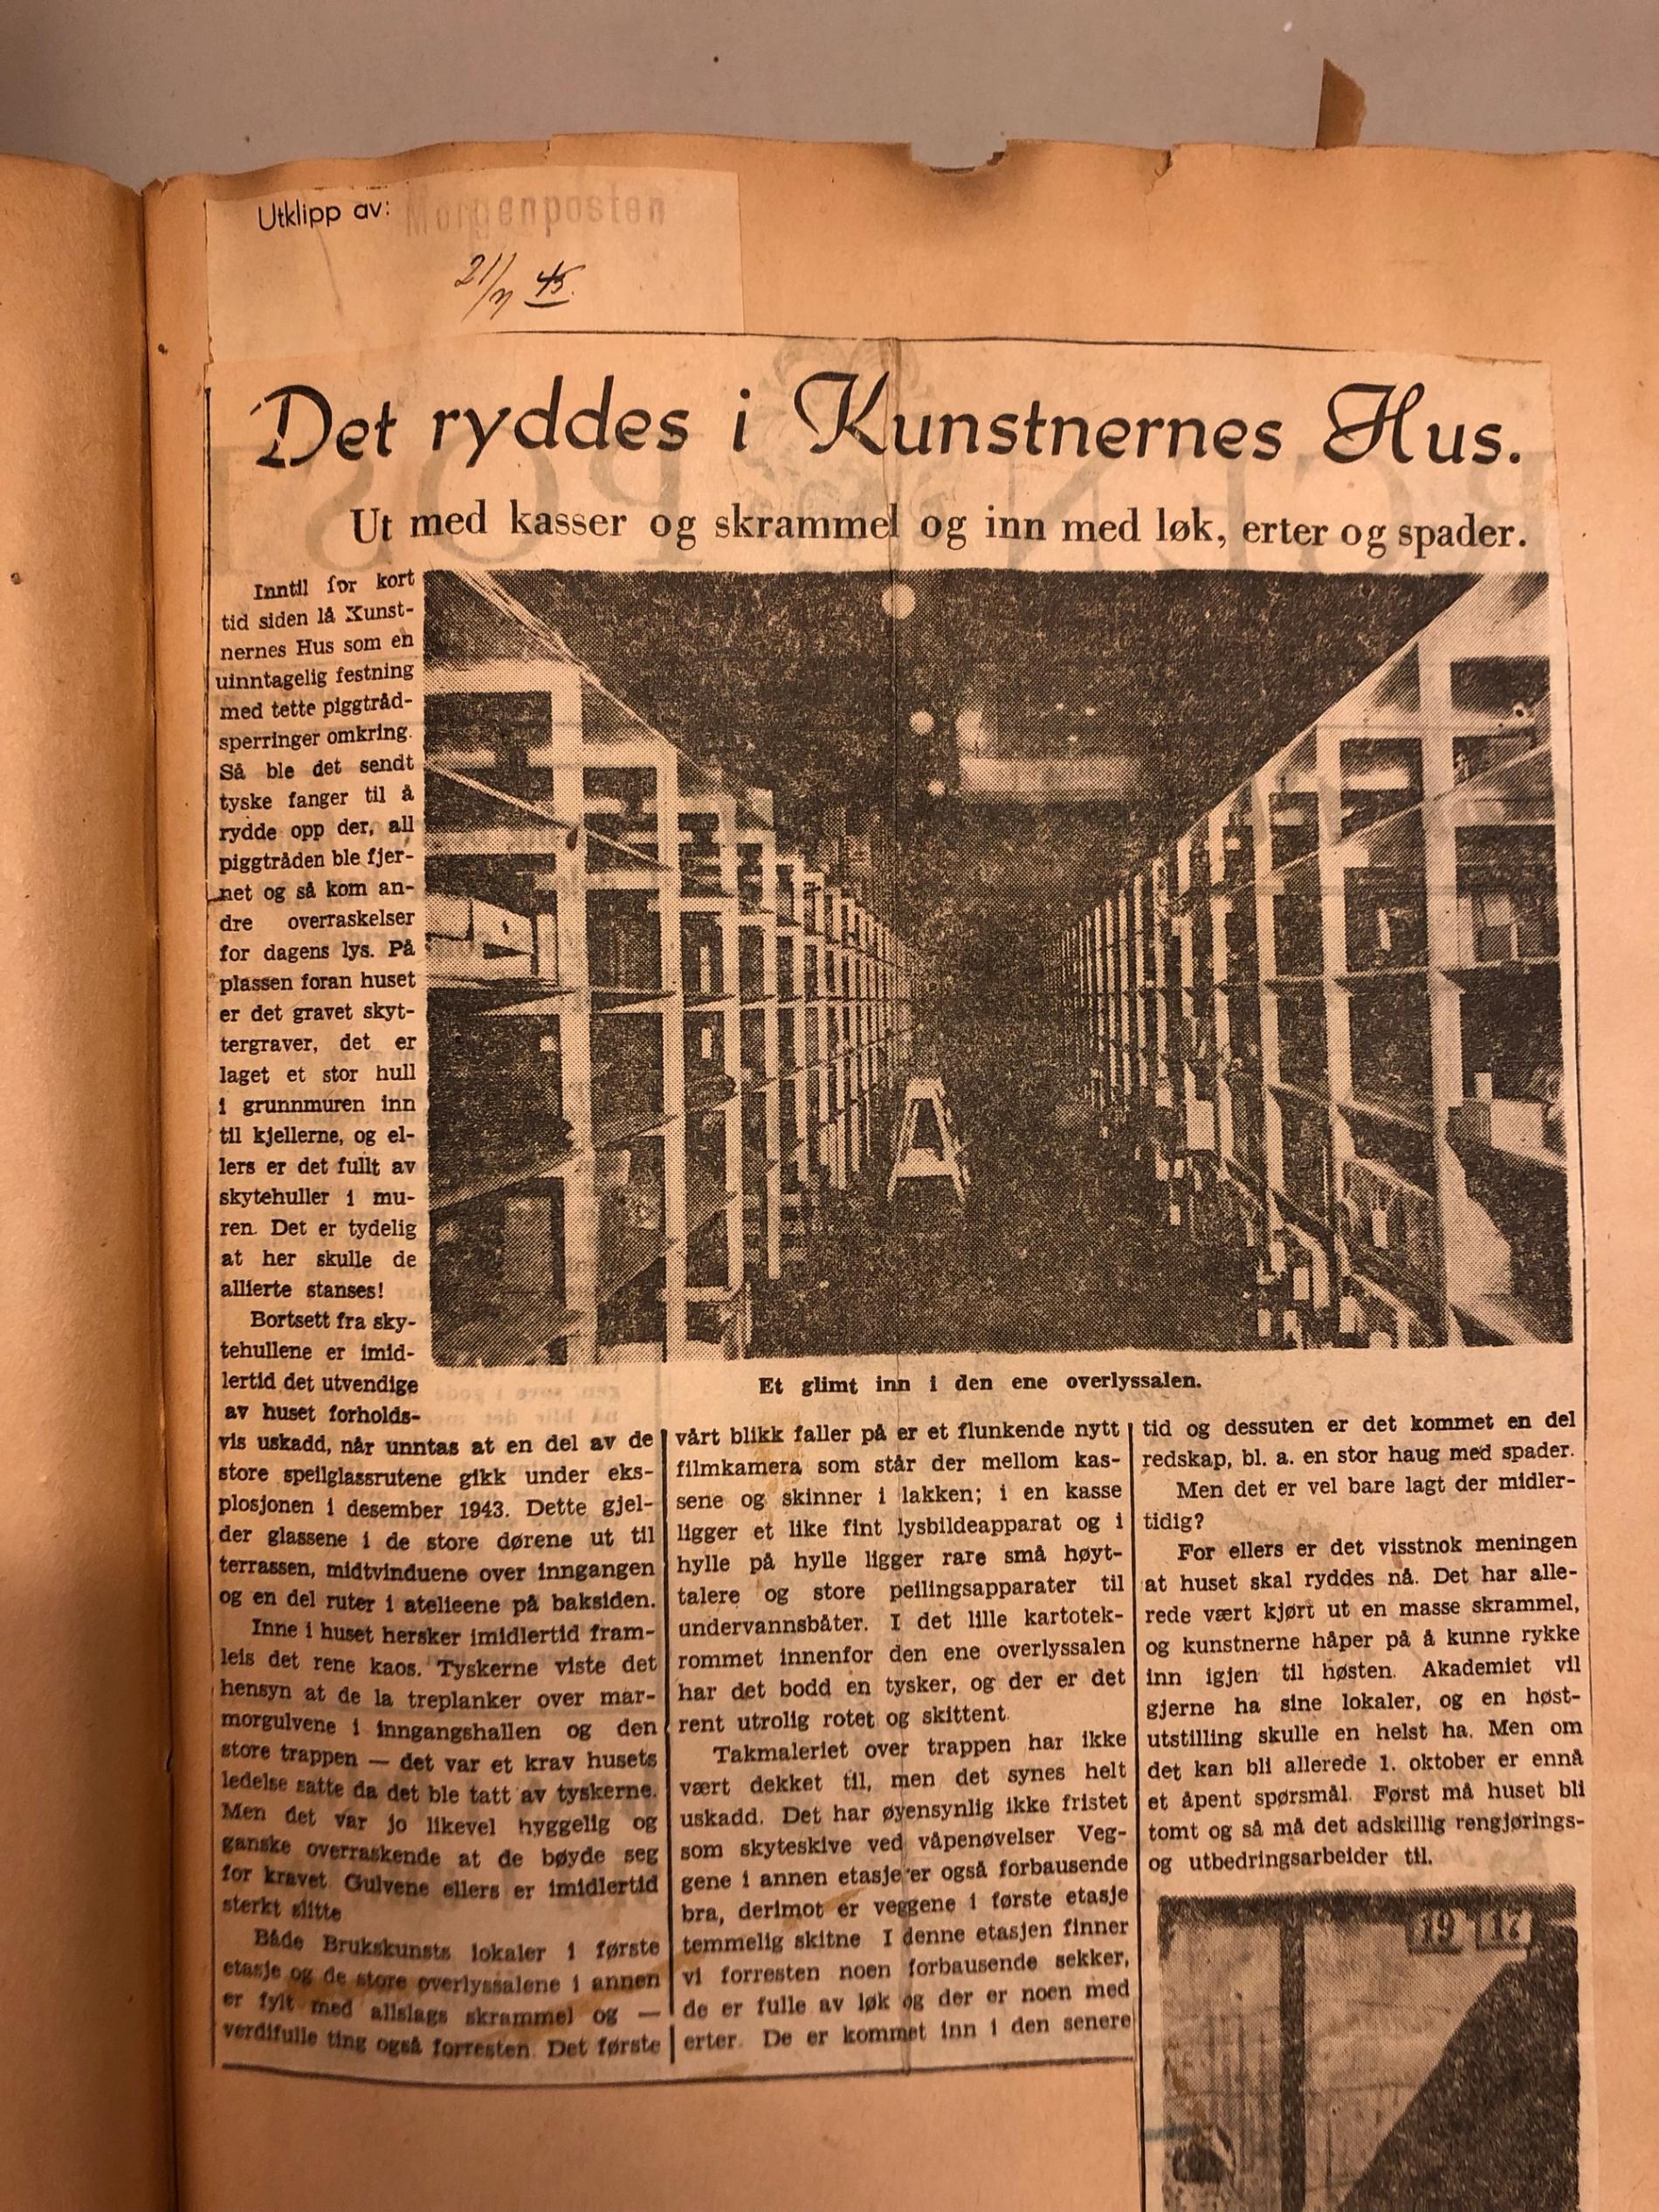 Utklipp av: Morgenposten
21/7 45.
Det ryddes i Kunstnernes Hus.
Ut med kasser og skrammel og inn med løk, erter og spader.
Inntil for kort
tid siden lå Kunst-
nernes Hus som en
uinntagelig festning
med tette piggtråd-
sperringer omkring.
Så ble det sendt
tyske fanger til å
rydde opp der, all
piggtråden ble fjer-
net og så kom an-
dre overraskelser
for dagens lys. På
plassen foran huset
er det gravet skyt-
tergraver, det er
laget et stor hull
i grunnmuren inn
til kjellerne, og el-
lers er det fullt av
skytehuller i mu-
ren. Det er tydelig
at her skulle de
allierte stanses!
Bortsett fra sky-
tehullene er imid-
lertid det utvendige
av huset forholds-
vis uskadd, når unntas at en del av de
store speilglassrutene gikk under eks-
plosjonen i desember 1943. Dette gjel-
der glassene i de store dørene ut til
terrassen, midtvinduene over inngangen
og en del ruter i atelieene på baksiden.
Inne i huset hersker imidlertid fram-
leis det rene kaos. Tyskerne viste det
hensyn at de la treplanker over mar-
morgulvene i inngangshallen og den
store trappen — det var et krav husets
ledelse satte da det ble tatt av tyskerne.
Men det var jo likevel hyggelig og
ganske overraskende at de bøyde seg
for kravet. Gulvene ellers er imidlertid
sterkt slitte
Både Brukskunsts lokaler i første
etasje og de store overlyssalene i annen
er fylt med allslags skrammel og —
verdifulle ting også forresten. Det første
Et glimt inn i den ene overlyssalen.
vårt blikk faller på er et flunkende nytt
filmkamera som står der mellom kas-
sene og skinner i lakken; i en kasse
ligger et like fint lysbildeapparat og i
hylle på hylle ligger rare små høyt-
talere og store peilingsapparater til
undervannsbåter. I det lille kartotek-
rommet innenfor den ene overlyssalen
har det bodd en tysker, og der er det
rent utrolig rotet og skittent.
Takmaleriet over trappen har ikke
vært dekket til, men det synes helt
uskadd. Det har øyensynlig ikke fristet
som skyteskive ved våpenøvelser Veg-
gene i annen etasje er også forbausende
bra, derimot er veggene i første etasje
temmelig skitne I denne etasjen finner
vi forresten noen forbausende sekker,
de er fulle av løk og der er noen med
erter. De er kommet inn i den senere
tid og dessuten er det kommet en del
redskap, bl. a. en stor haug med spader.
Men det er vel bare lagt der midler-
tidig?
For ellers er det visstnok meningen
at huset skal ryddes nå. Det har alle-
rede vært kjørt ut en masse skrammel,
og kunstnerne håper på å kunne rykke
inn igjen til høsten. Akademiet vil
gjerne ha sine lokaler, og en høst-
utstilling skulle en helst ha. Men om
det kan bli allerede 1. oktober er ennå
et åpent spørsmål. Først må huset bli
tomt og så må det adskillig rengjørings-
og utbedringsarbeider til.
19 17